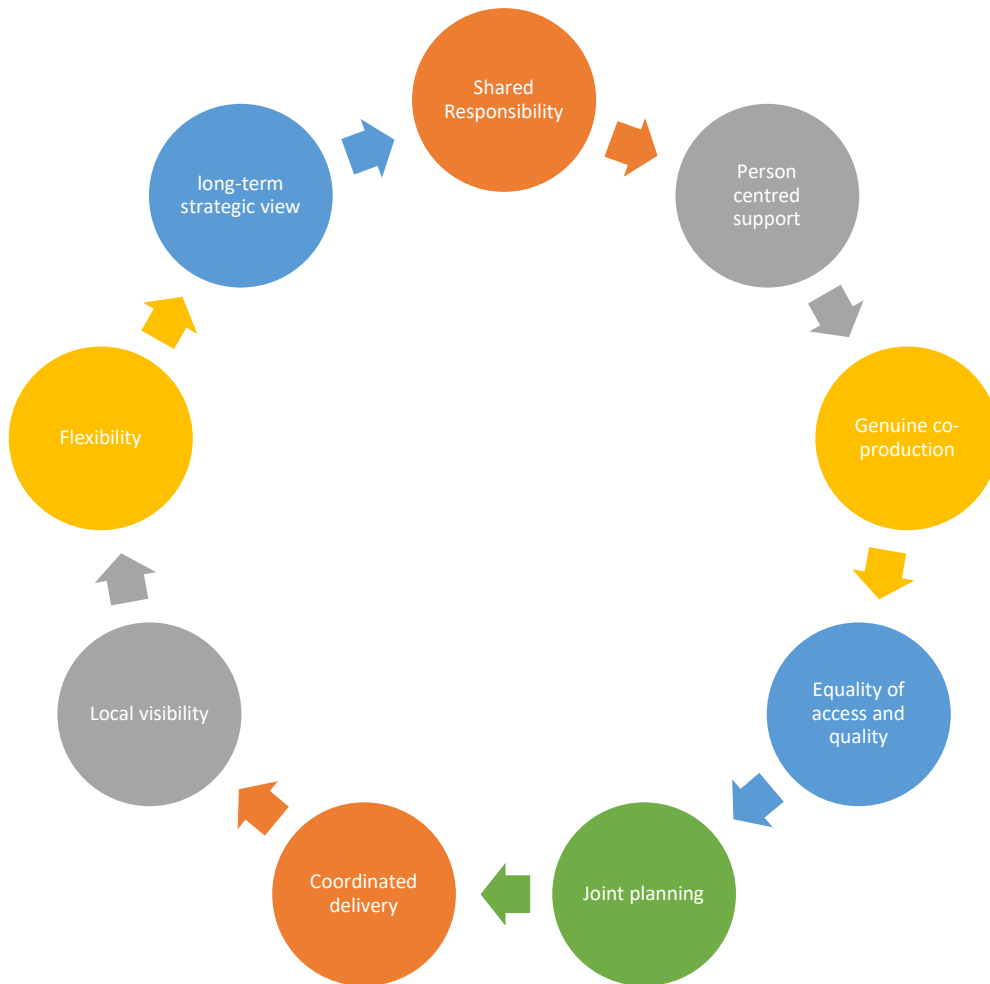 Shared
Responsibility
Person
centred
support
Genuine co-
production
Equality of
access and
quality
Joint planning
Coordinated
delivery
Local visibility
Flexibility
long-term
strategic view